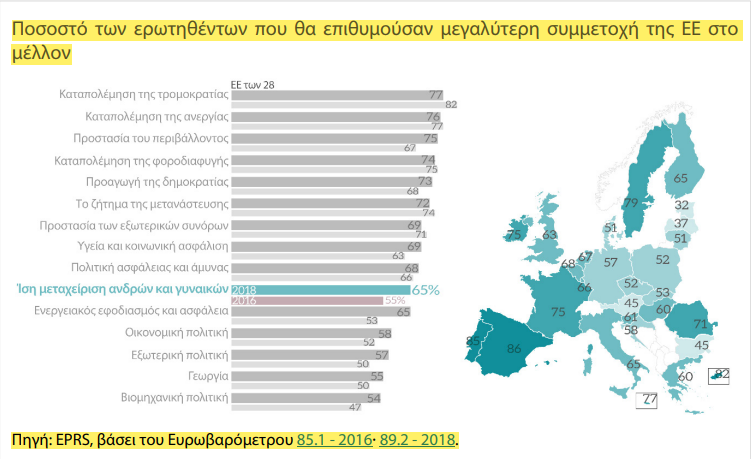 Ποσοστό των ερωτηθέντων που θα επιθυμούσαν μεγαλύτερη συμμετοχή της ΕΕ στο
μέλλον
ΕΕ των 28
Καταπολέμηση της τρομοκρατίας 77
82
Καταπολέμηση της ανεργίας 76
77
Προστασία του περιβάλλοντος 75
67
Καταπολέμηση της φοροδιαφυγής 74
75
Προαγωγή της δημοκρατίας 73
68
Το ζήτημα της μετανάστευσης 72
74
Προστασία των εξωτερικών συνόρων 69
71
Υγεία και κοινωνική ασφάλιση 69
63
Πολιτική ασφάλειας και άμυνας 68
66
Ίση μεταχείριση ανδρών και γυναικών 2018 65%
2016 55%
Ενεργειακός εφοδιασμός και ασφάλεια 65
53
Οικονομική πολιτική 58
52
Εξωτερική πολιτική 57
50
Γεωργία 55
50
Βιομηχανική πολιτική 54
47
65
79
32
37
51
51
75
63
67
68
57
52
66
52
53
45
60
61
58
75
71
45
85
86
65
60
82
77
Πηγή: EPRS, βάσει του Ευρωβαρόμετρου 85.1 - 2016· 89.2 - 2018.